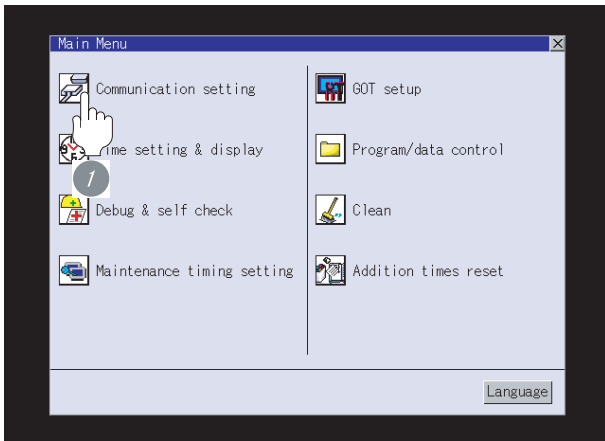 Main Menu
Communication setting
GOT setup
ime setting & display
Program/data control
1
Debug & self check
Clean
Maintenance timing setting
Addition times reset
Language